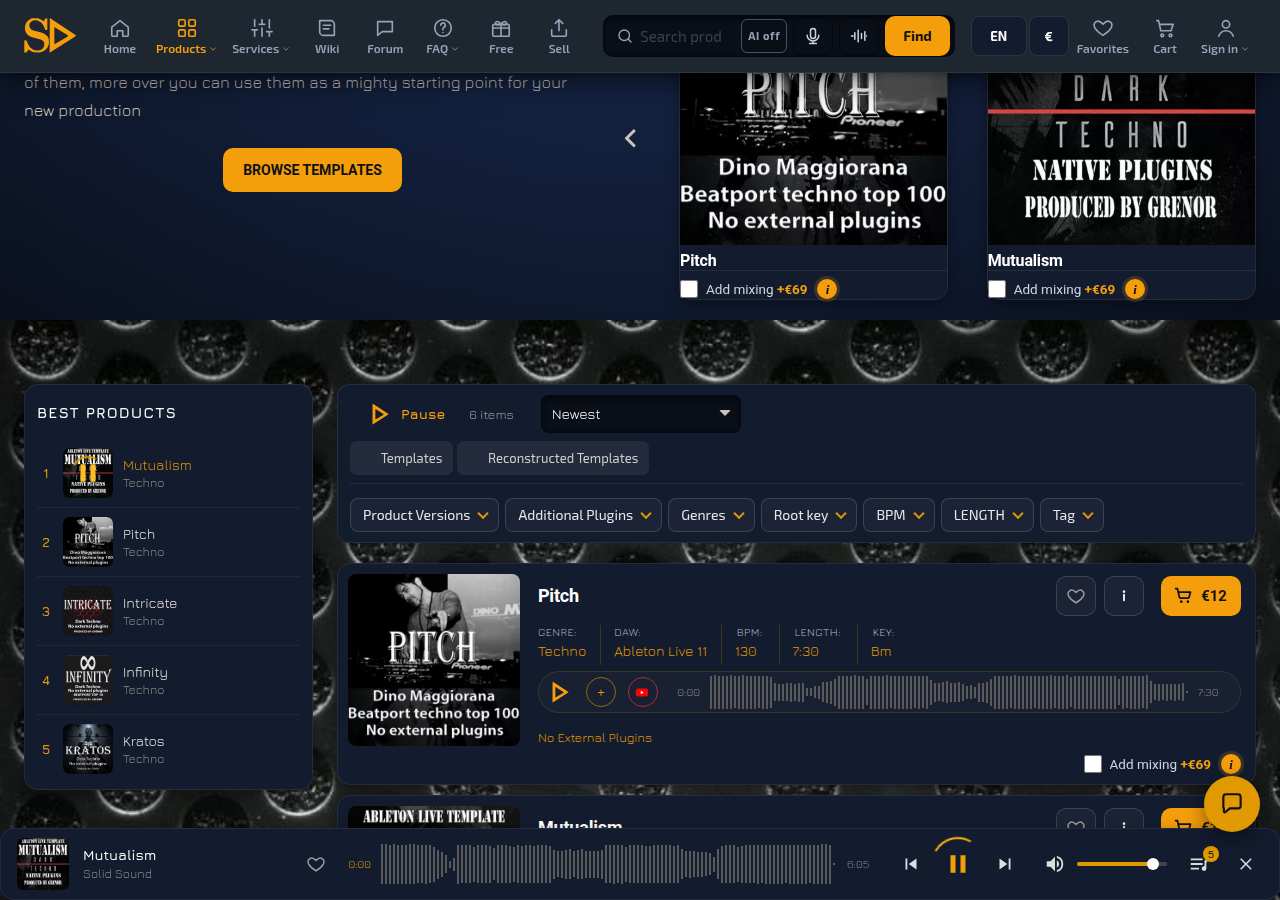 SD
Home
Products
Services
Wiki
Forum
FAQ
Free
Sell
Search prod
AI off
Find
EN
€
Favorites
Cart
Sign in
of them, more over you can use them as a mighty starting point for your
new production
BROWSE TEMPLATES
PITCH
Pioneer
Dino Maggiorana
Beatport techno top 100
No external plugins
Pitch
Add mixing +€69
i
DARK
TECHNO
NATIVE PLUGINS
PRODUCED BY GRENOR
Mutualism
Add mixing +€69
i
BEST PRODUCTS
1
Mutualism
Techno
2
Pitch
Techno
3
Intricate
Techno
4
Infinity
Techno
5
Kratos
Techno
Pause
6 items
Newest
Templates
Reconstructed Templates
Product Versions
Additional Plugins
Genres
Root key
BPM
LENGTH
Tag
PITCH
Pioneer
Dino Maggiorana
Beatport techno top 100
No external plugins
Pitch
i
€12
GENRE:
Techno
DAW:
Ableton Live 11
BPM:
130
LENGTH:
7:30
KEY:
Bm
+
0:00
7:30
No External Plugins
Add mixing +€69
i
ABLETON LIVE TEMPLATE
Mutualism
i
Mutualism
Solid Sound
0:00
6:05
5